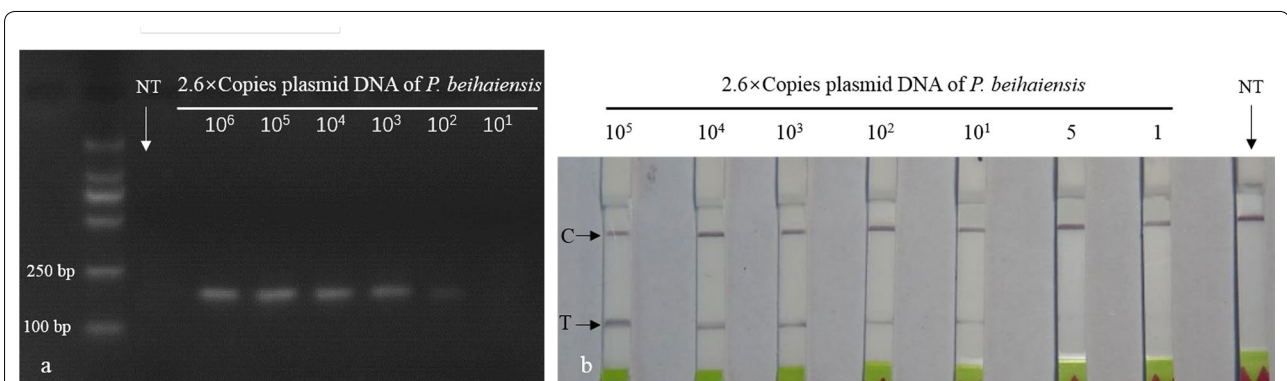 NT
2.6×Copies plasmid DNA of P. beihaiensis
10⁶ 10⁵ 10⁴ 10³ 10² 10¹
250 bp
100 bp
a
2.6×Copies plasmid DNA of P. beihaiensis
NT
10⁵ 10⁴ 10³ 10² 10¹ 5 1
C
T
b